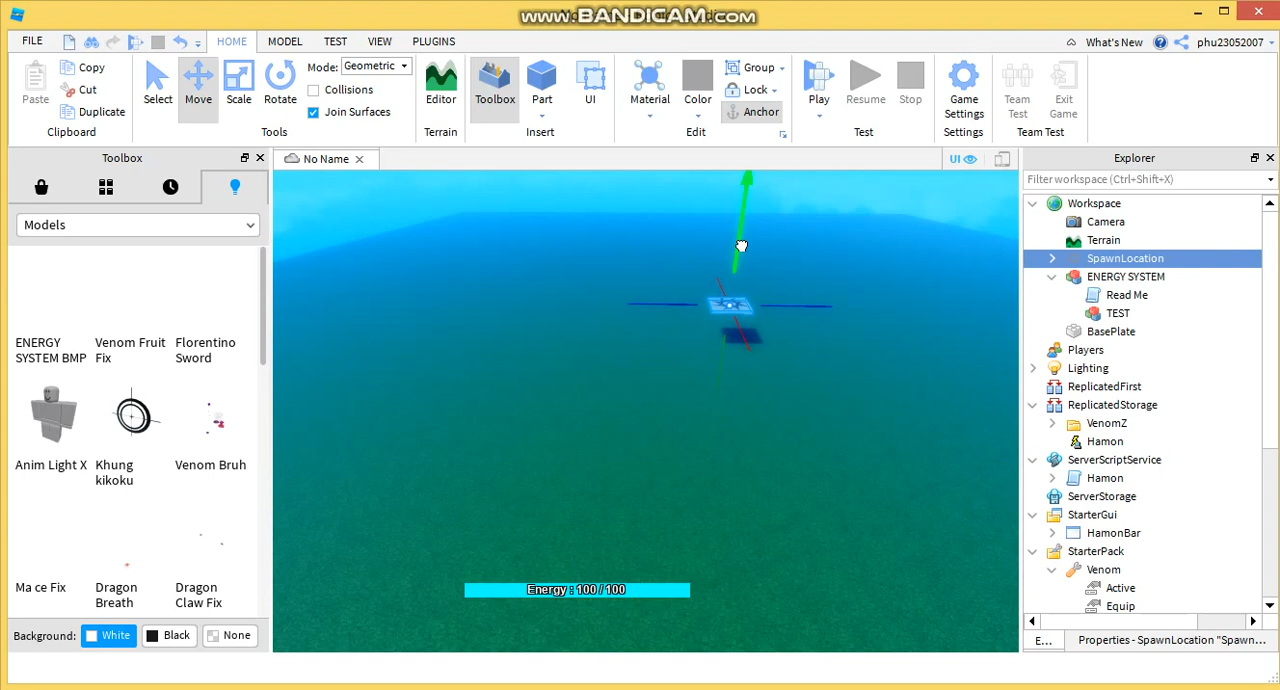 www.BANDICAM.com
FILE HOME MODEL TEST VIEW PLUGINS What's New phu23052007
Paste Copy Cut Duplicate Clipboard
Select Move Scale Rotate Tools
Mode: Geometric
Collisions
Join Surfaces
Editor Terrain
Toolbox Part UI Insert
Material Color Group Lock Anchor Edit
Play Resume Stop Test
Game Settings Settings
Team Test Exit Game Team Test
Toolbox
No Name
UI
Explorer
Models
Filter workspace (Ctrl+Shift+X)
ENERGY SYSTEM BMP
Venom Fruit Fix
Florentino Sword
Anim Light X
Khung kikoku
Venom Bruh
Ma ce Fix
Dragon Breath
Dragon Claw Fix
Background: White Black None
Energy : 100 / 100
Workspace
Camera
Terrain
SpawnLocation
ENERGY SYSTEM
Read Me
TEST
BasePlate
Players
Lighting
ReplicatedFirst
ReplicatedStorage
VenomZ
Hamon
ServerScriptService
Hamon
ServerStorage
StarterGui
HamonBar
StarterPack
Venom
Active
Equip
E...
Properties - SpawnLocation "Spawn...